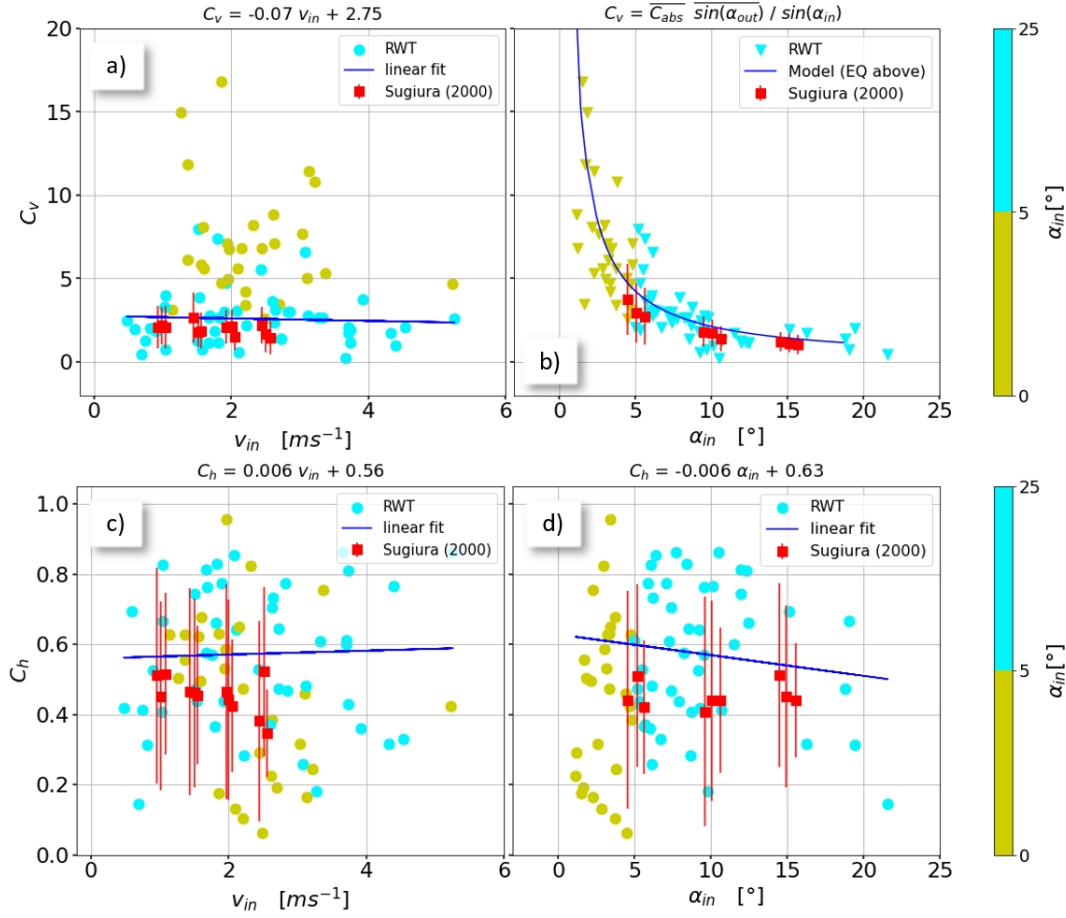 C_v = -0.07 v_in + 2.75
C_v = C_abs sin(α_out) / sin(α_in)
a)
RWT
linear fit
Sugiura (2000)
RWT
Model (EQ above)
Sugiura (2000)
b)
20
15
10
5
0
C_v
0
2
4
6
v_in [ms⁻¹]
0
5
10
15
20
25
α_in [°]
25
5
0
α_in[°]
C_h = 0.006 v_in + 0.56
C_h = -0.006 α_in + 0.63
c)
RWT
linear fit
Sugiura (2000)
d)
RWT
linear fit
Sugiura (2000)
1.0
0.8
0.6
0.4
0.2
0.0
C_h
0
2
4
6
v_in [ms⁻¹]
0
5
10
15
20
25
α_in [°]
25
5
0
α_in[°]